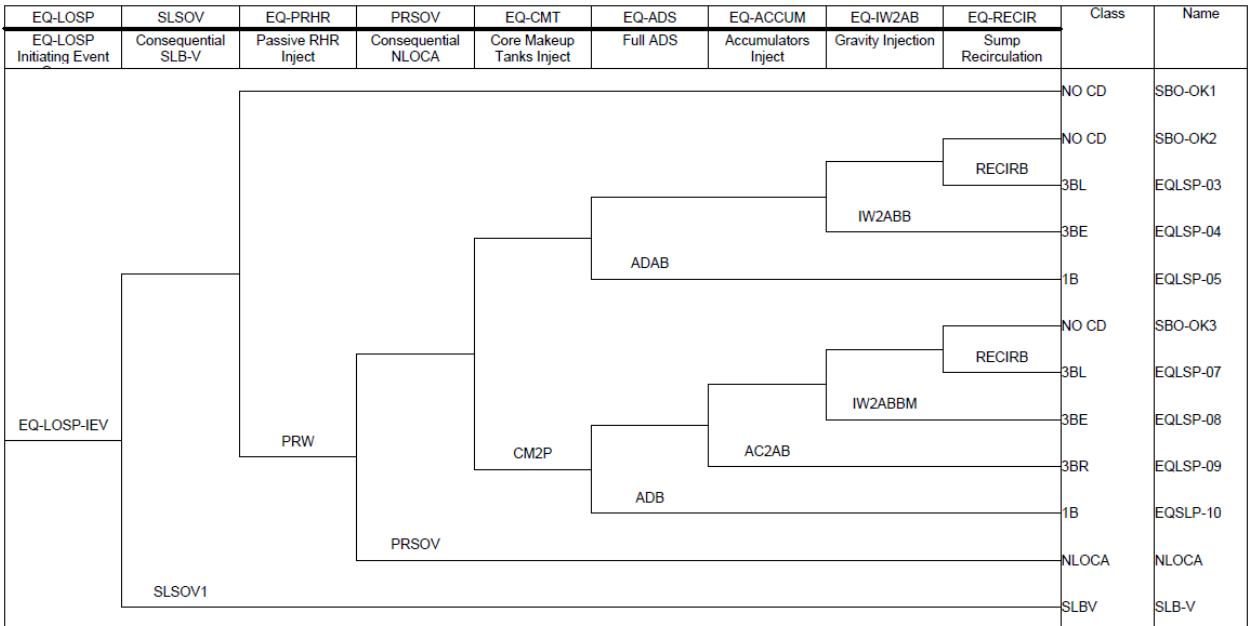 EQ-LOSP SLSOV EQ-PRHR PRSOV EQ-CMT EQ-ADS EQ-ACCUM EQ-IW2AB EQ-RECIR Class Name
EQ-LOSP Consequential Passive RHR Consequential Core Makeup Full ADS Accumulators Gravity Injection Sump
Initiating Event SLB-V Inject NLOCA Tanks Inject Inject Recirculation
NO CD SBO-OK1
NO CD SBO-OK2
RECIRB
3BL EQLSP-03
IW2ABB
3BE EQLSP-04
ADAB
1B EQLSP-05
NO CD SBO-OK3
RECIRB
3BL EQLSP-07
IW2ABBM
EQ-LOSP-IEV
3BE EQLSP-08
PRW
CM2P
AC2AB
3BR EQLSP-09
ADB
1B EQSLP-10
PRSOV
NLOCA NLOCA
SLSOV1
SLBV SLB-V